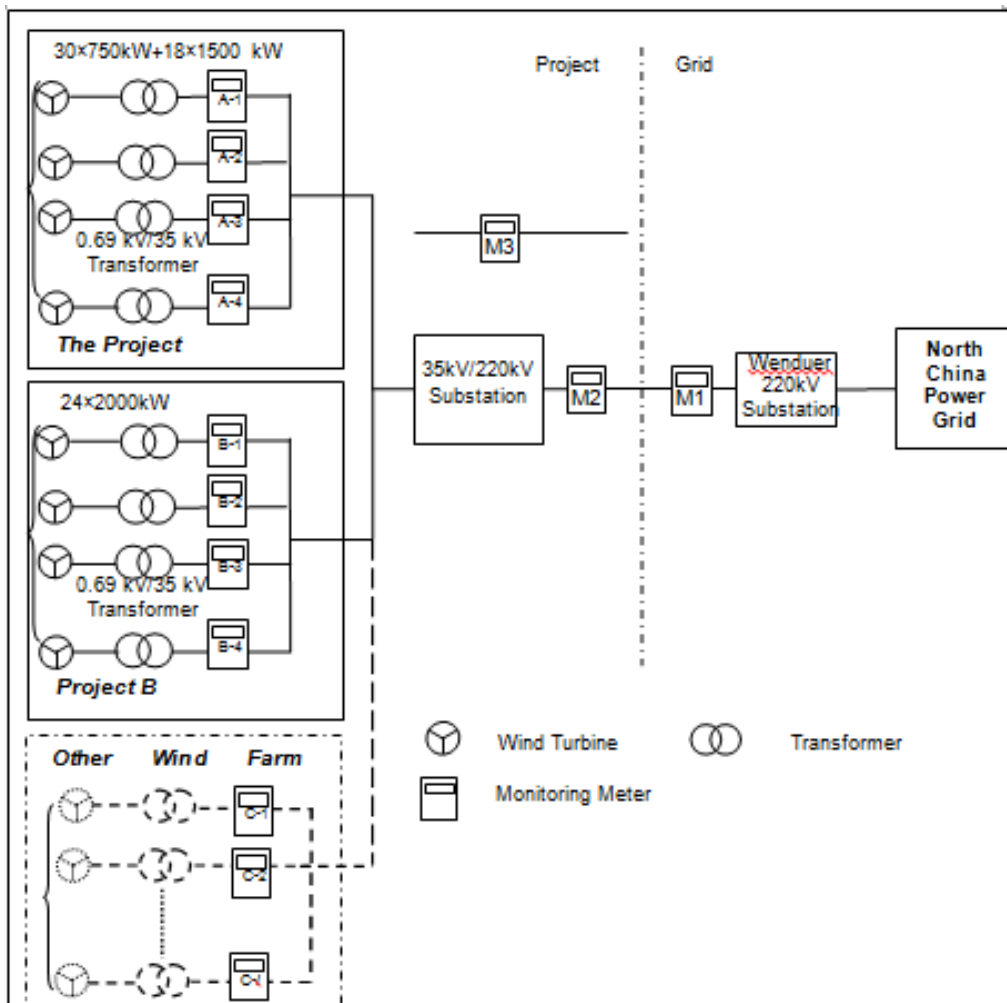 30×750kW+18×1500 kW
A-1
A-2
A-3
0.69 kV/35 kV
Transformer
A-4
The Project
24×2000kW
B-1
B-2
B-3
0.69 kV/35 kV
Transformer
B-4
Project B
Other Wind Farm
C-1
C-2
Project
Grid
M3
35kV/220kV
Substation
M2
M1
Wenduer
220kV
Substation
North
China
Power
Grid
Wind Turbine
Transformer
Monitoring Meter